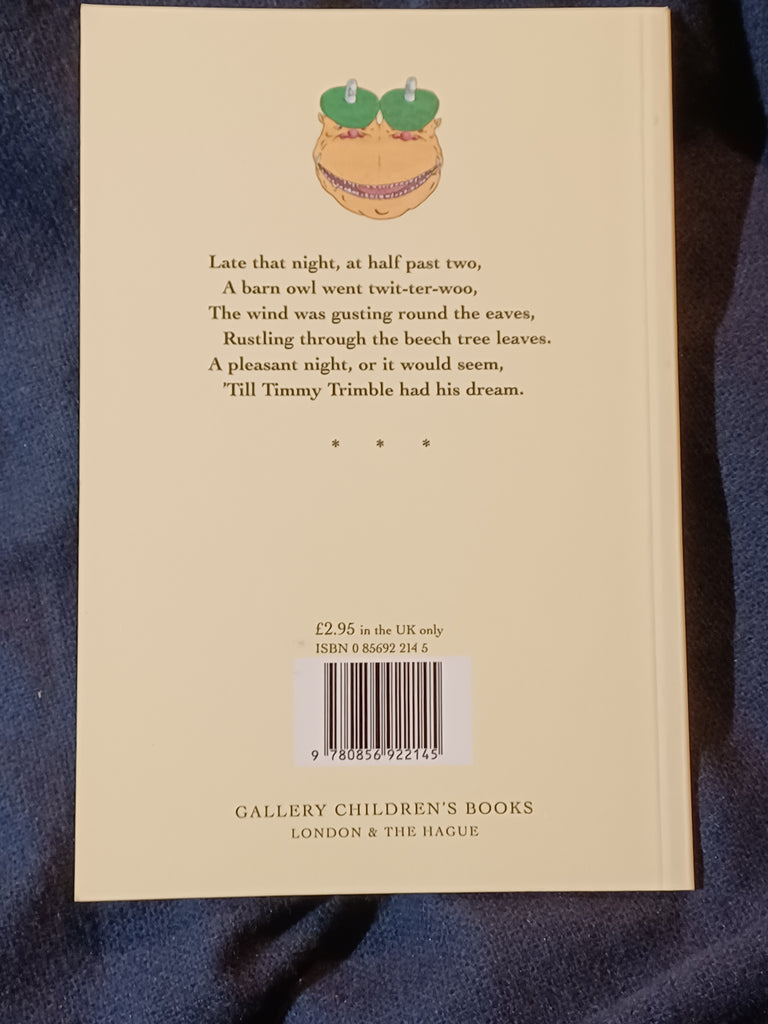 Late that night, at half past two,
A barn owl went twit-ter-woo,
The wind was gusting round the eaves,
Rustling through the beech tree leaves.
A pleasant night, or it would seem,
'Till Timmy Trimble had his dream.
* * *
£2.95 in the UK only
ISBN 0 85692 214 5
9 780856 922145
GALLERY CHILDREN'S BOOKS
LONDON & THE HAGUE